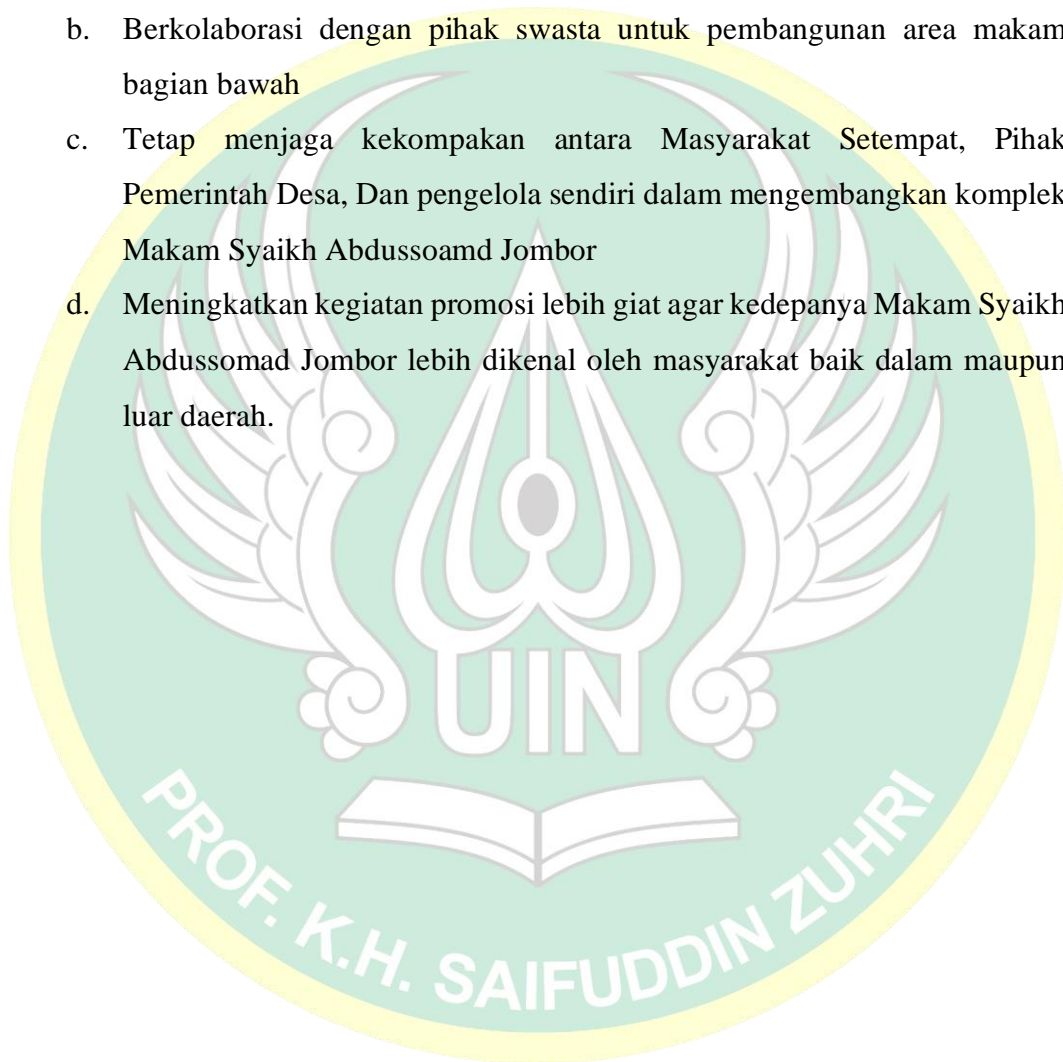 b. Berkolaborasi dengan pihak swasta untuk pembangunan area makam
bagian bawah
c. Tetap menjaga kekompakan antara Masyarakat Setempat, Pihak
Pemerintah Desa, Dan pengelola sendiri dalam mengembangkan komplek
Makam Syaikh Abdussoamd Jombor
d. Meningkatkan kegiatan promosi lebih giat agar kedepanya Makam Syaikh
Abdussomad Jombor lebih dikenal oleh masyarakat baik dalam maupun
luar daerah.
UIN
PROF. K.H. SAIFUDDIN ZUHRI